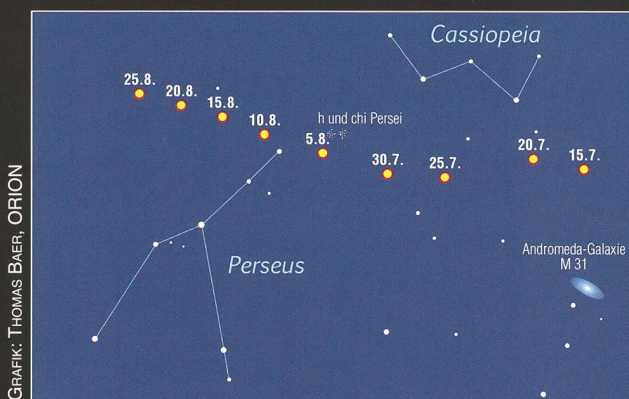 Cassiopeia
25.8.
20.8.
15.8.
10.8.
5.8.
h und chi Persei
30.7.
25.7.
20.7.
15.7.
Perseus
Andromeda-Galaxie
M 31
GRAFIK: THOMAS BAER, ORION